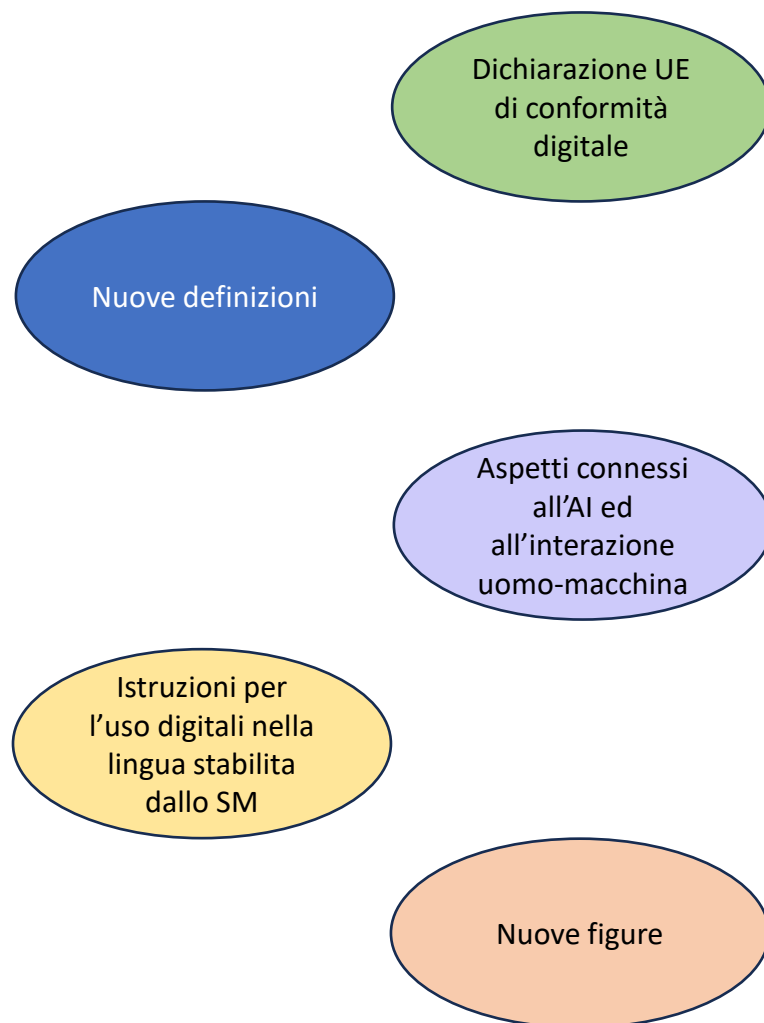 Dichiarazione UE
di conformità
digitale
Nuove definizioni
Aspetti connessi
all’AI ed
all’interazione
uomo-macchina
Istruzioni per
l’uso digitali nella
lingua stabilita
dallo SM
Nuove figure